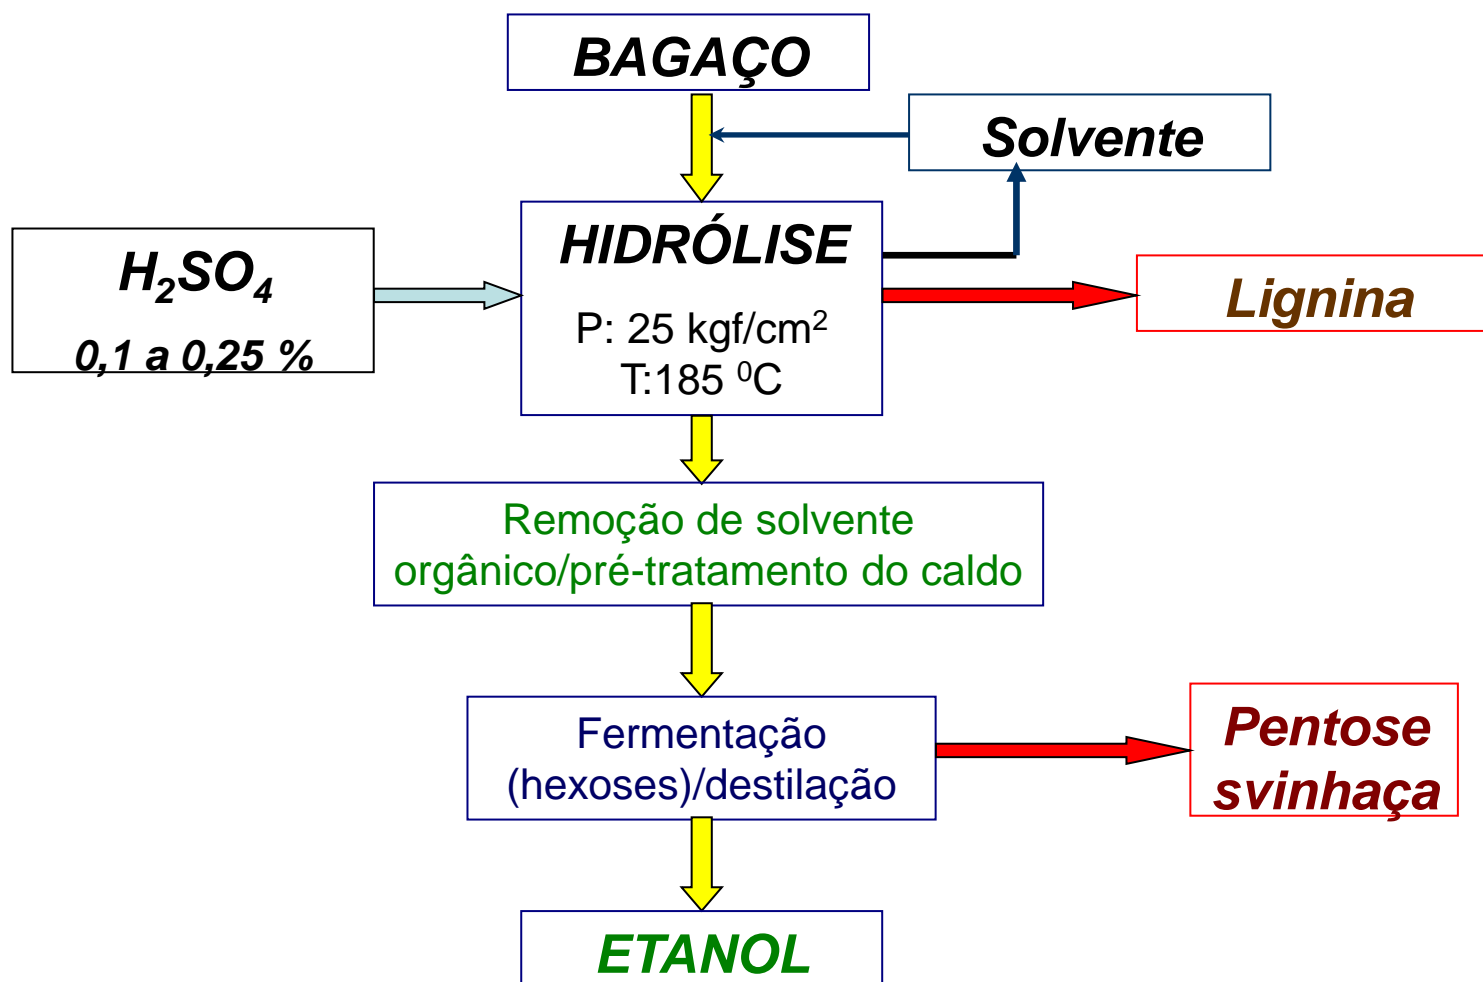 BAGAÇO
Solvente
HIDRÓLISE
P: 25 kgf/cm²
T:185 ⁰C
H₂SO₄
0,1 a 0,25 %
Lignina
Remoção de solvente
orgânico/pré-tratamento do caldo
Fermentação
(hexoses)/destilação
Pentose
svinhaça
ETANOL